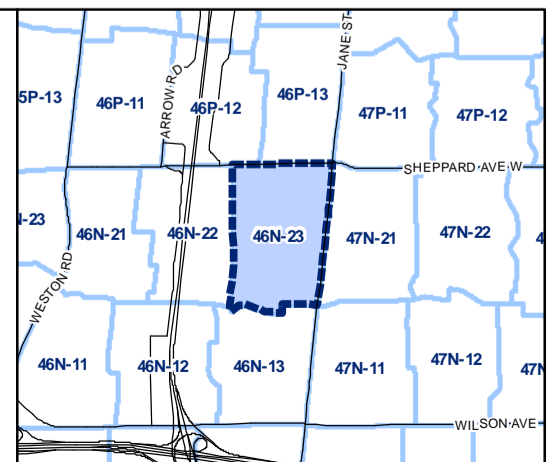 JANE ST
5P-13
46P-11
ARROW RD
46P-12
46P-13
47P-11
47P-12
SHEPPARD AVE W
-23
46N-21
46N-22
46N-23
47N-21
47N-22
4
WESTON RD
46N-11
46N-12
46N-13
47N-11
47N-12
47N
WILSON AVE